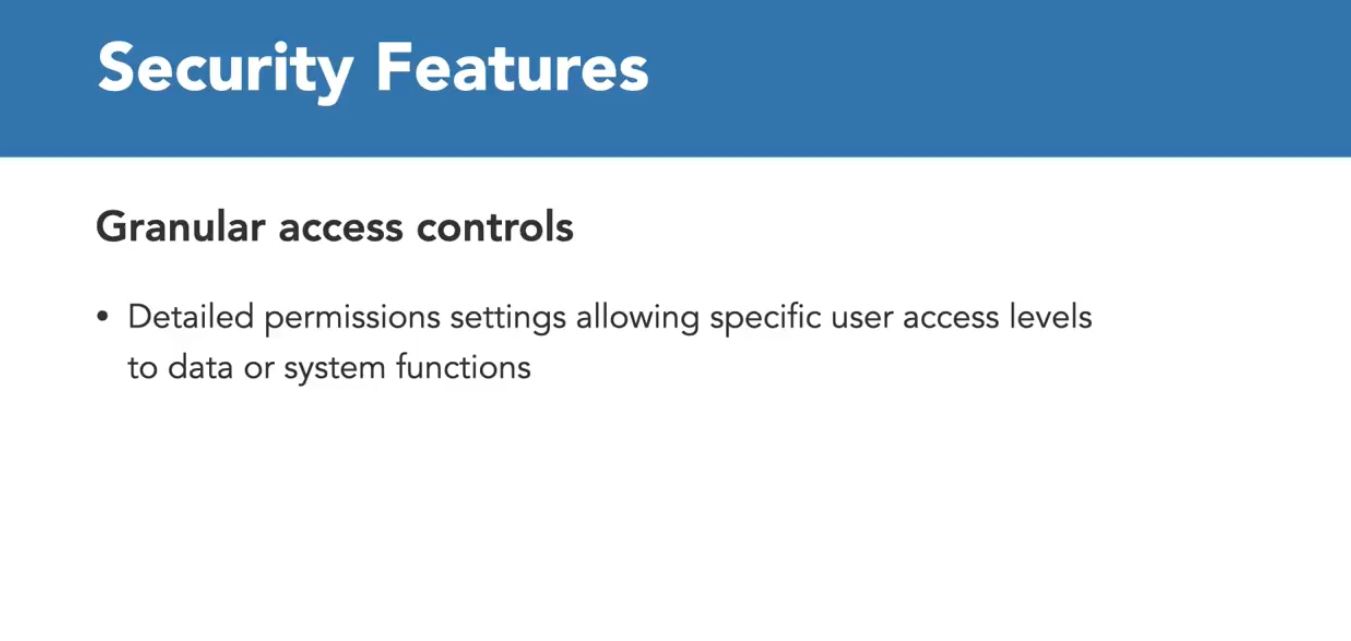 Security Features
Granular access controls
• Detailed permissions settings allowing specific user access levels
to data or system functions